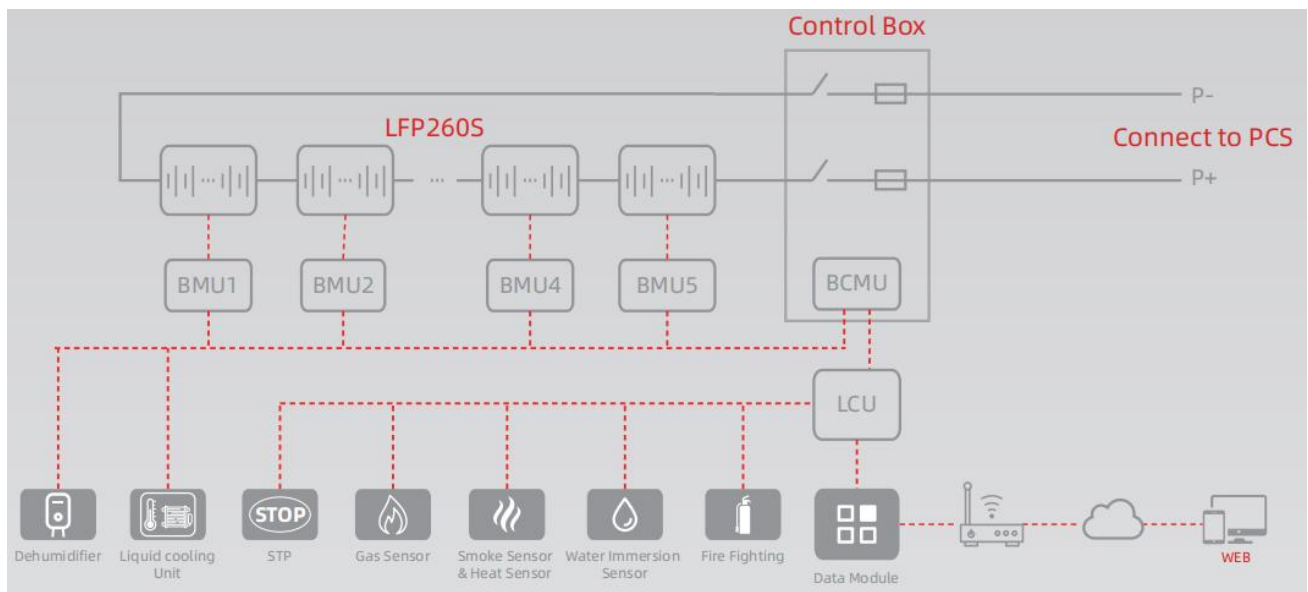 Control Box
P-
LFP260S
Connect to PCS
P+
BMU1
BMU2
BMU4
BMU5
BCMU
LCU
STOP
Dehumidifier
Liquid cooling
Unit
STP
Gas Sensor
Smoke Sensor
& Heat Sensor
Water Immersion
Sensor
Fire Fighting
Data Module
WEB